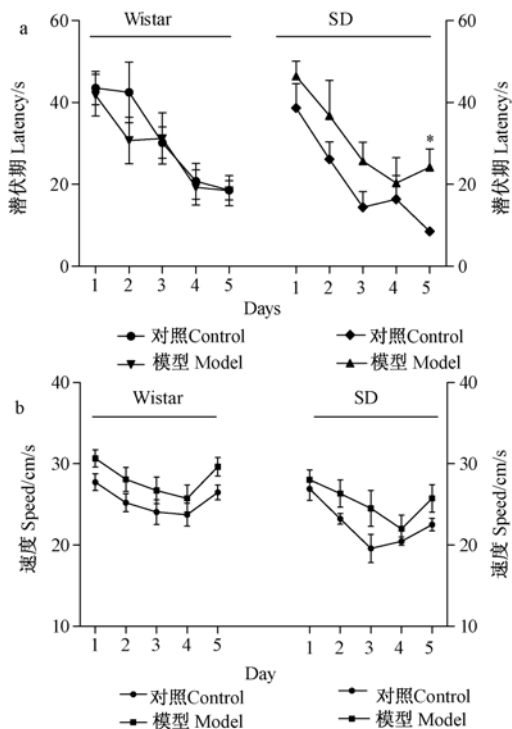 a
Wistar
SD
60
40
20
0
潜伏期 Latency/s
60
40
20
0
潜伏期 Latency/s
*
1 2 3 4 5
1 2 3 4 5
Days
对照Control
模型 Model
对照Control
模型 Model
b
Wistar
SD
40
30
20
10
速度 Speed/cm/s
40
30
20
10
速度 Speed/cm/s
1 2 3 4 5
1 2 3 4 5
Day
对照Control
模型 Model
对照Control
模型 Model